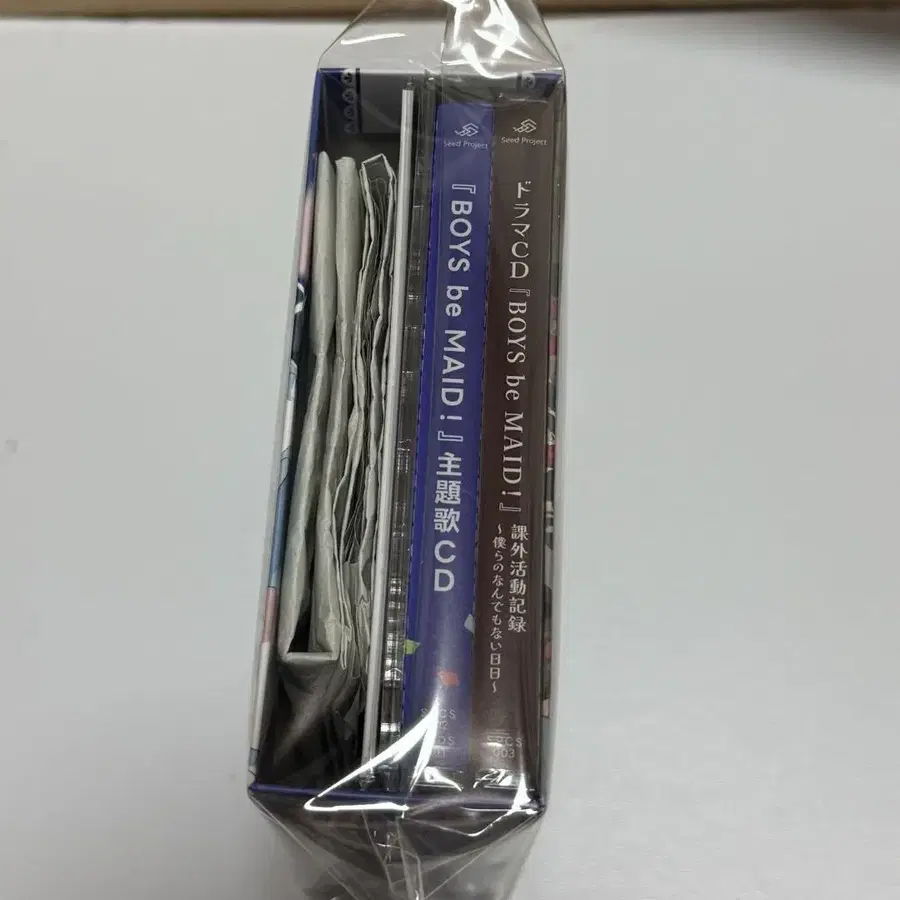 Seed Project
『BOYS be MAID!』主題歌CD
Seed Project
ドラマCD『BOYS be MAID!』
課外活動記録
~僕らのなんでもない日日~